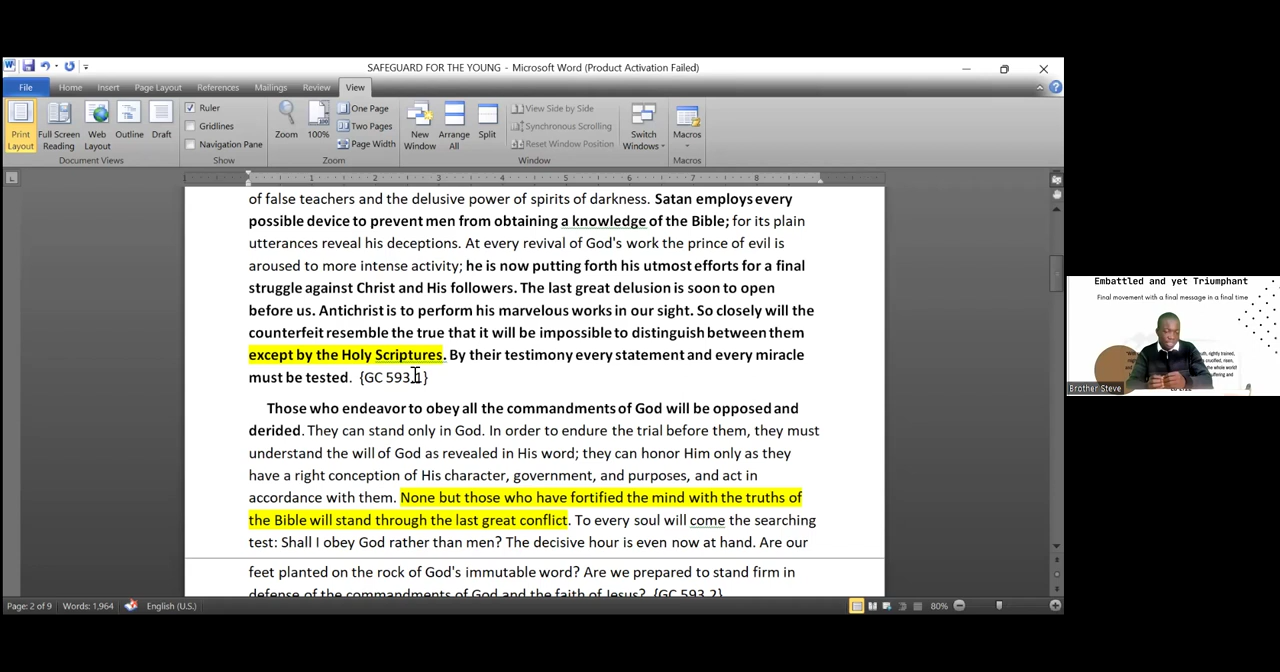 SAFEGUARD FOR THE YOUNG - Microsoft Word (Product Activation Failed)
File Home Insert Page Layout References Mailings Review View
Print Layout
Full Screen Reading
Web Layout
Outline
Draft
Document Views
Ruler
Gridlines
Navigation Pane
Show
Zoom
100%
One Page
Two Pages
Page Width
Zoom
New Window
Arrange All
Split
View Side by Side
Synchronous Scrolling
Reset Window Position
Window
Switch Windows
Macros
Macros
1 1 2 3 4 5 6 7 8
of false teachers and the delusive power of spirits of darkness. Satan employs every
possible device to prevent men from obtaining a knowledge of the Bible; for its plain
utterances reveal his deceptions. At every revival of God's work the prince of evil is
aroused to more intense activity; he is now putting forth his utmost efforts for a final
struggle against Christ and His followers. The last great delusion is soon to open
before us. Antichrist is to perform his marvelous works in our sight. So closely will the
counterfeit resemble the true that it will be impossible to distinguish between them
except by the Holy Scriptures. By their testimony every statement and every miracle
must be tested. {GC 593.1}
Those who endeavor to obey all the commandments of God will be opposed and
derided. They can stand only in God. In order to endure the trial before them, they must
understand the will of God as revealed in His word; they can honor Him only as they
have a right conception of His character, government, and purposes, and act in
accordance with them. None but those who have fortified the mind with the truths of
the Bible will stand through the last great conflict. To every soul will come the searching
test: Shall I obey God rather than men? The decisive hour is even now at hand. Are our
feet planted on the rock of God's immutable word? Are we prepared to stand firm in
defense of the commandments of God and the faith of Jesus? {GC 593.2}
Page: 2 of 9 Words: 1,964 English (U.S.) 80%
Embattled and yet Triumphant
Final movement with a final message in a final time
Brother Steve